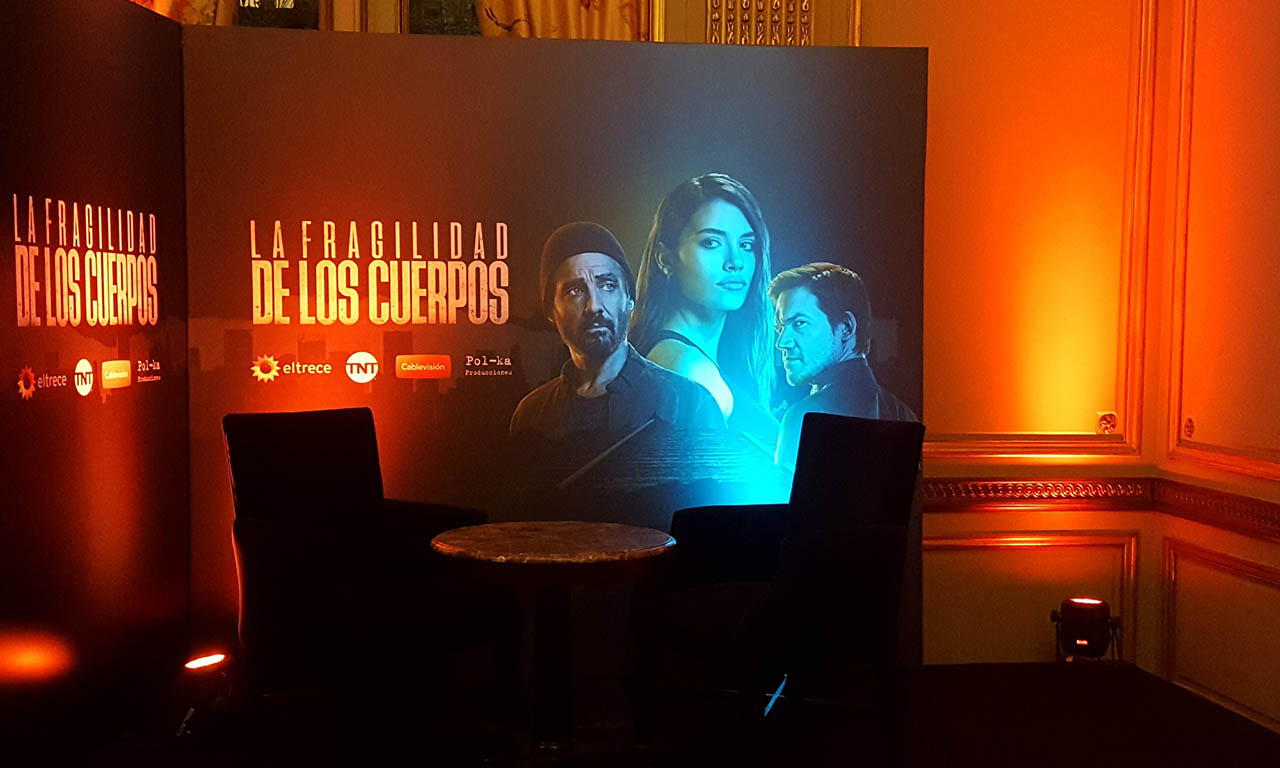 LA FRAGILIDAD
DE LOS CUERPOS
eltrece TNT Cablevisión Pol-ka
Producciones
LA FRAGILIDAD
DE LOS CUERPOS
eltrece TNT Cablevisión Pol-ka
Producciones